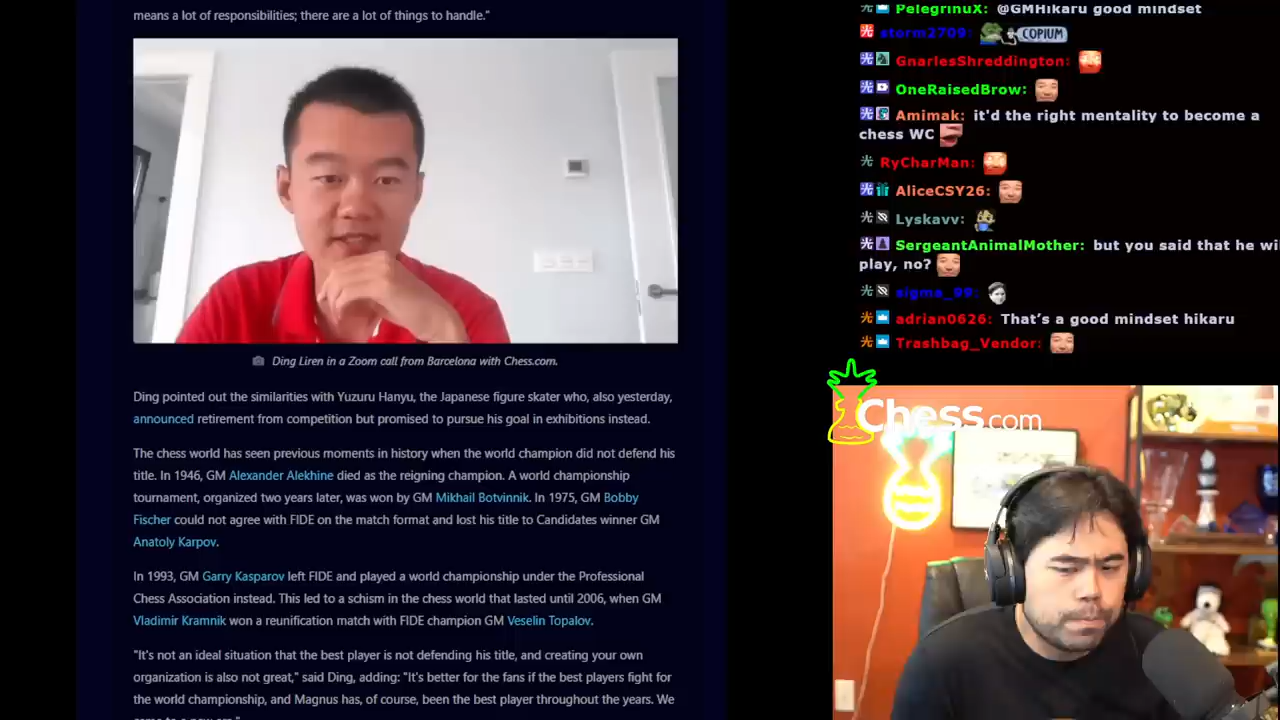 means a lot of responsibilities; there are a lot of things to handle."
Ding Liren in a Zoom call from Barcelona with Chess.com.
Ding pointed out the similarities with Yuzuru Hanyu, the Japanese figure skater who, also yesterday,
announced retirement from competition but promised to pursue his goal in exhibitions instead.
The chess world has seen previous moments in history when the world champion did not defend his
title. In 1946, GM Alexander Alekhine died as the reigning champion. A world championship
tournament, organized two years later, was won by GM Mikhail Botvinnik. In 1975, GM Bobby
Fischer could not agree with FIDE on the match format and lost his title to Candidates winner GM
Anatoly Karpov.
In 1993, GM Garry Kasparov left FIDE and played a world championship under the Professional
Chess Association instead. This led to a schism in the chess world that lasted until 2006, when GM
Vladimir Kramnik won a reunification match with FIDE champion GM Veselin Topalov.
"It's not an ideal situation that the best player is not defending his title, and creating your own
organization is also not great," said Ding, adding: "It's better for the fans if the best players fight for
the world championship, and Magnus has, of course, been the best player throughout the years. We
PelegrinuX: @GMHikaru good mindset
storm2709: COPIUM
GnarlesShreddington:
OneRaisedBrow:
Amimak: it'd the right mentality to become a
chess WC
RyCharMan:
AliceCSY26:
Lyskavv:
SergeantAnimalMother: but you said that he wi
play, no?
sigma_99:
adrian0626: That's a good mindset hikaru
Trashbag_Vendor:
Chess.com